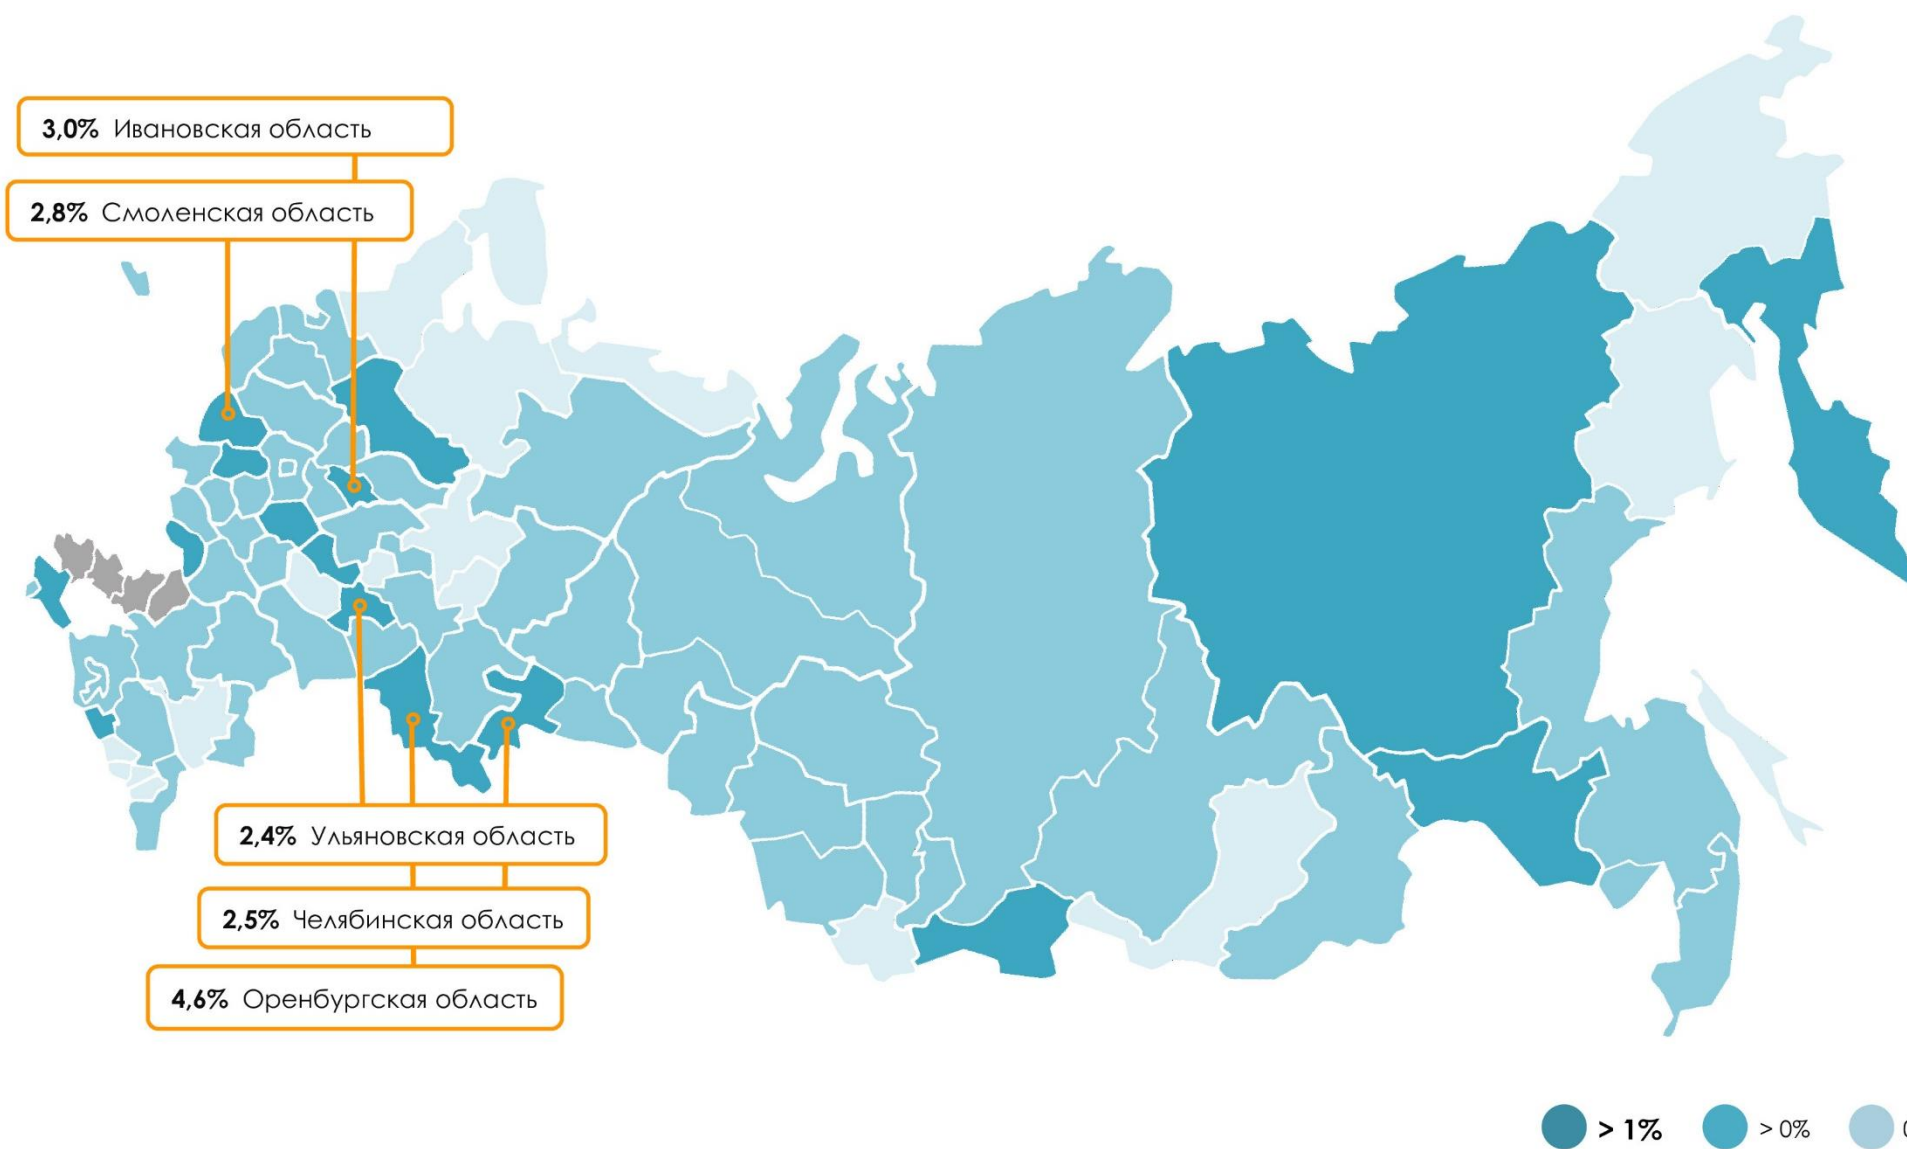 3,0% Ивановская область
2,8% Смоленская область
2,4% Ульяновская область
2,5% Челябинская область
4,6% Оренбургская область
> 1% > 0%